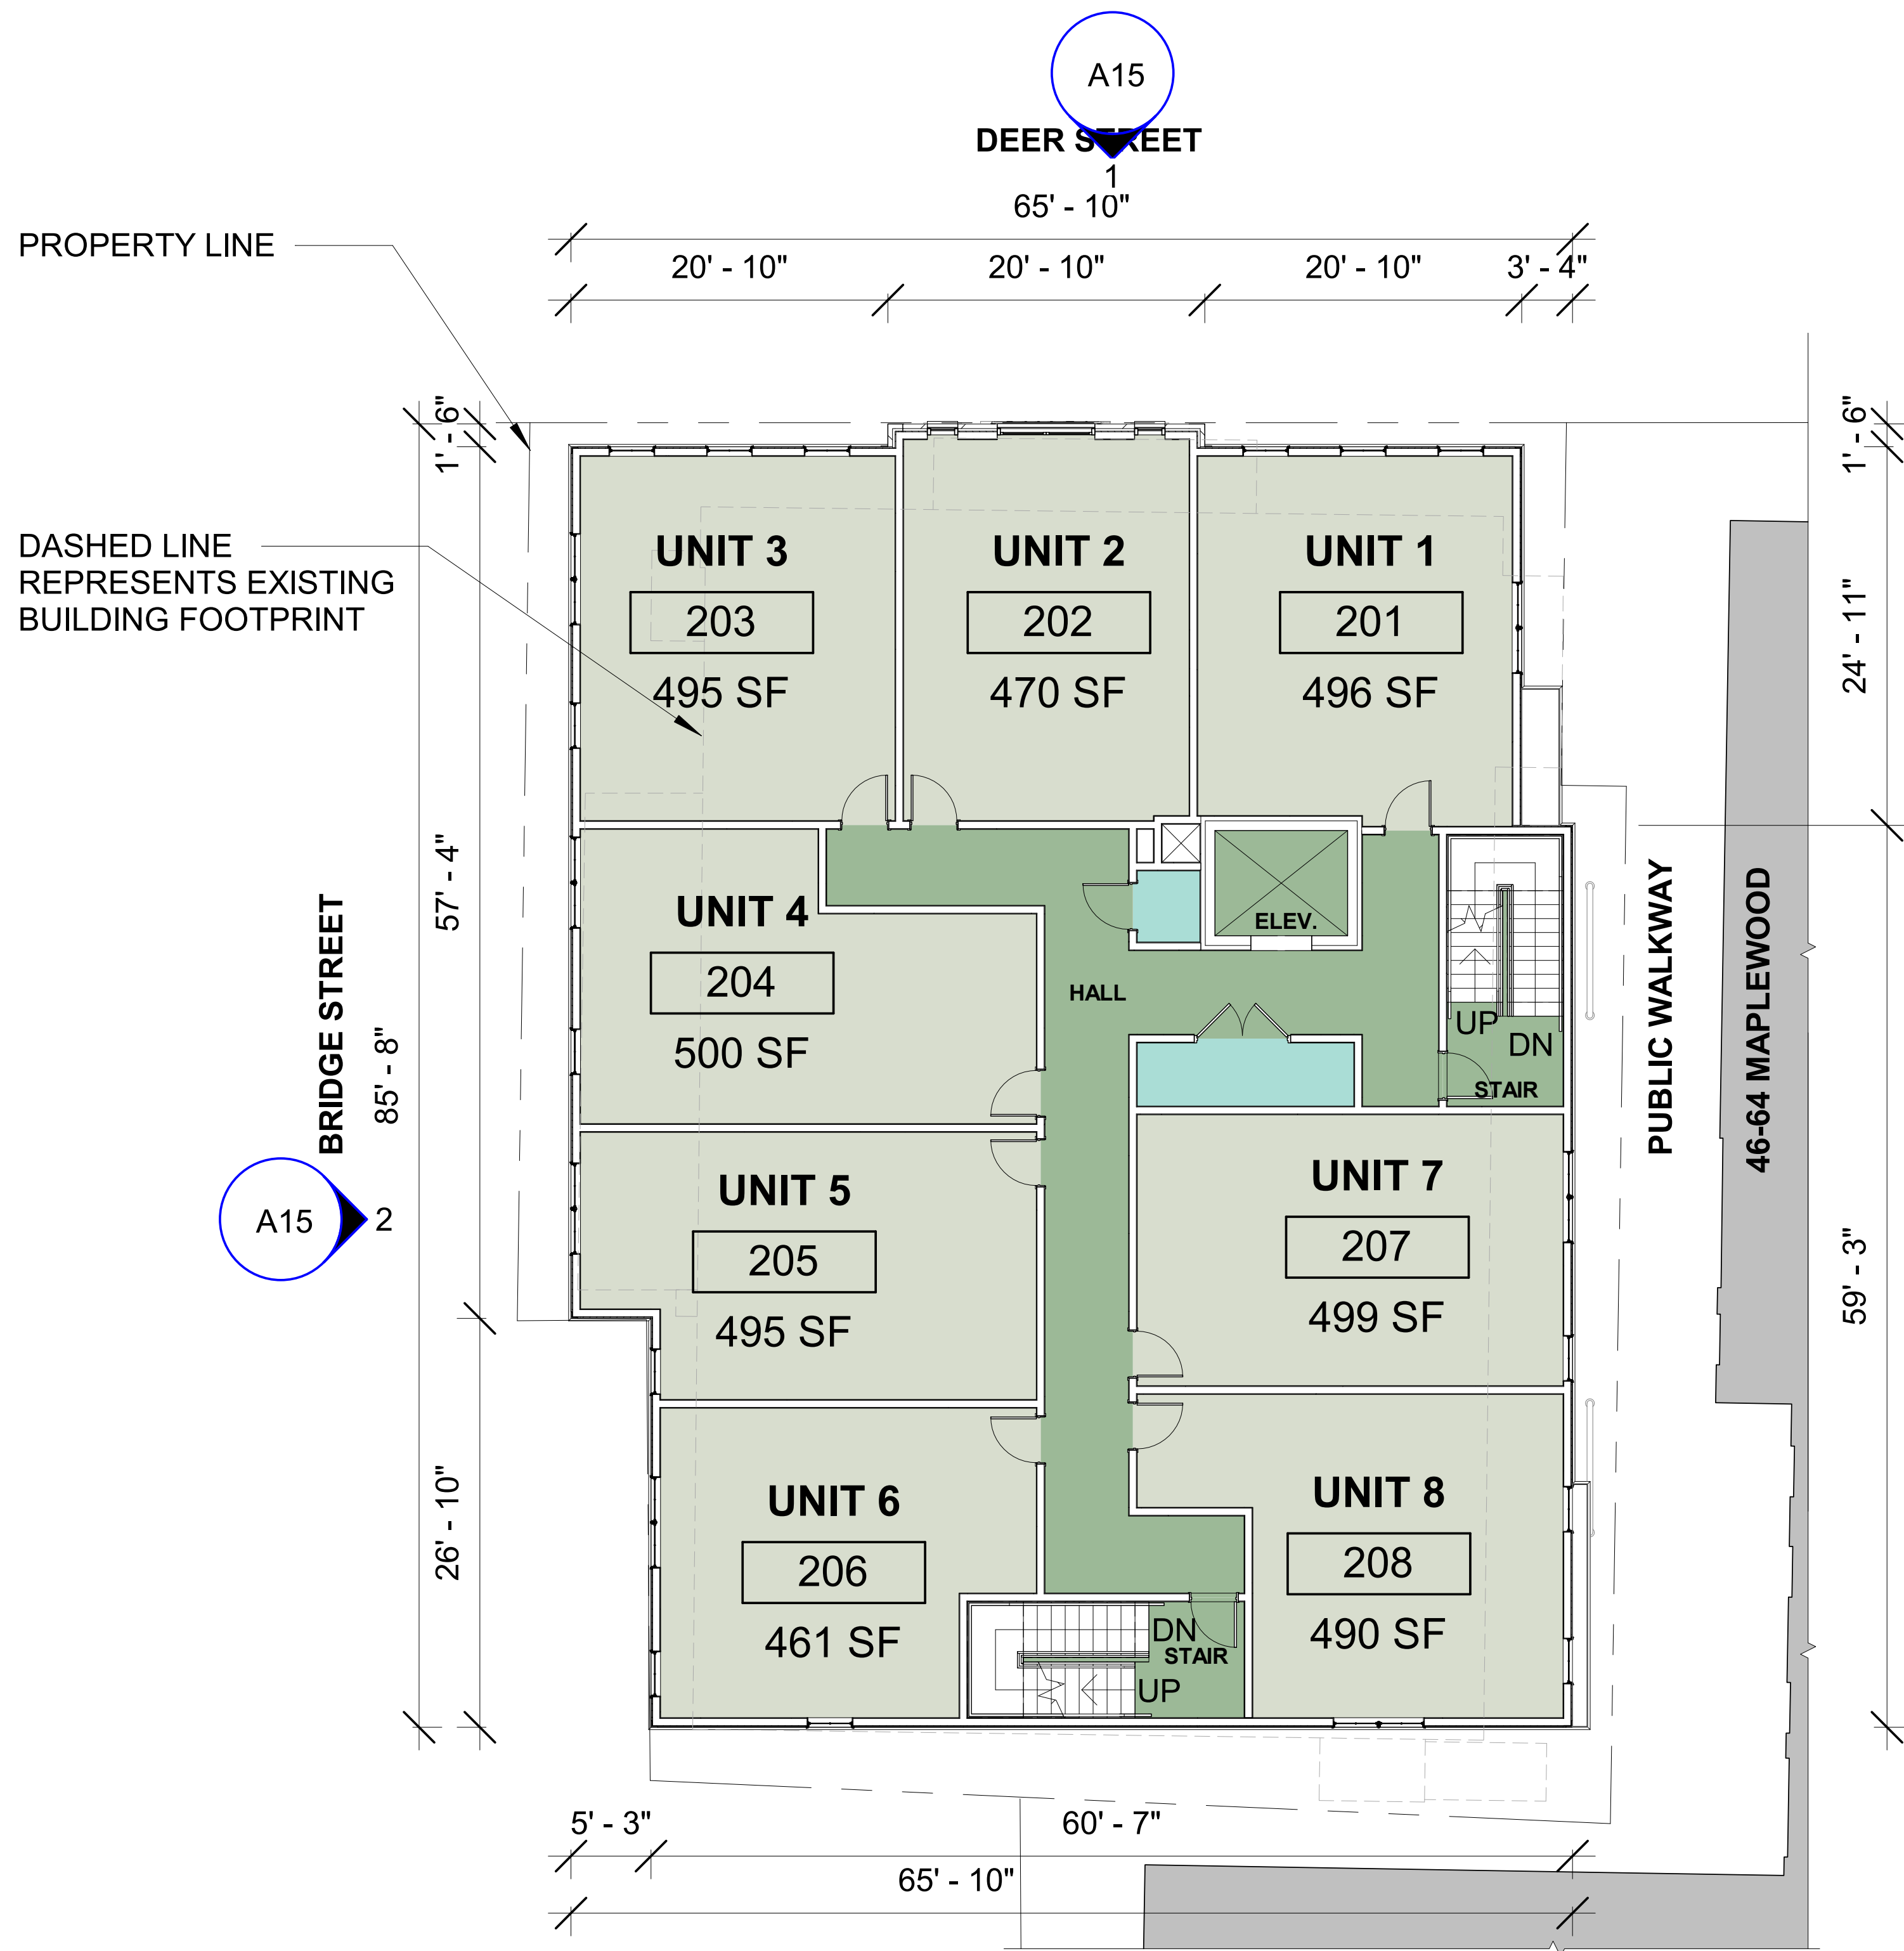 A15
DEER STREET
1
65' - 10"
20' - 10"
20' - 10"
20' - 10"
3' - 4"
PROPERTY LINE
1' - 6"
1' - 6"
DASHED LINE
REPRESENTS EXISTING
BUILDING FOOTPRINT
UNIT 3
203
495 SF
UNIT 2
202
470 SF
UNIT 1
201
496 SF
24' - 11"
57' - 4"
BRIDGE STREET
85' - 8"
UNIT 4
204
500 SF
ELEV.
HALL
UP
DN
STAIR
PUBLIC WALKWAY
46-64 MAPLEWOOD
A15
2
UNIT 5
205
495 SF
UNIT 7
207
499 SF
59' - 3"
26' - 10"
UNIT 6
206
461 SF
UNIT 8
208
490 SF
DN
STAIR
UP
5' - 3"
60' - 7"
65' - 10"